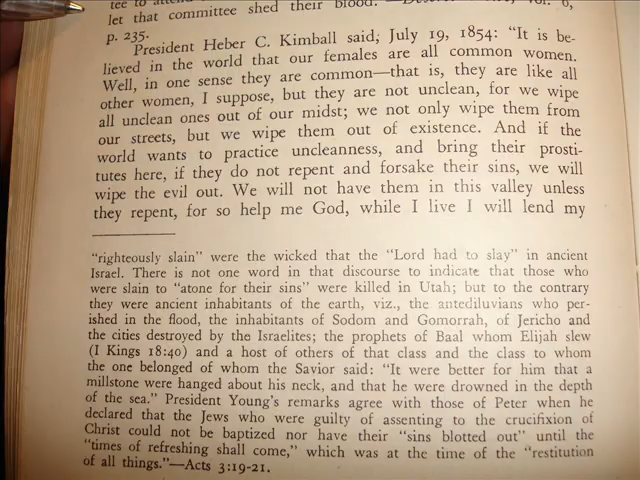 let that committee shed their blood.
p. 235.
President Heber C. Kimball said, July 19, 1854: "It is be-
lieved in the world that our females are all common women.
Well, in one sense they are common—that is, they are like all
other women, I suppose, but they are not unclean, for we wipe
all unclean ones out of our midst; we not only wipe them from
our streets, but we wipe them out of existence. And if the
world wants to practice uncleanness, and bring their prosti-
tutes here, if they do not repent and forsake their sins, we will
wipe the evil out. We will not have them in this valley unless
they repent, for so help me God, while I live I will lend my
"righteously slain" were the wicked that the "Lord had to slay" in ancient
Israel. There is not one word in that discourse to indicate that those who
were slain to "atone for their sins" were killed in Utah; but to the contrary
they were ancient inhabitants of the earth, viz., the antediluvians who per-
ished in the flood, the inhabitants of Sodom and Gomorrah, of Jericho and
the cities destroyed by the Israelites; the prophets of Baal whom Elijah slew
(I Kings 18:40) and a host of others of that class and the class to whom
the one belonged of whom the Savior said: "It were better for him that a
millstone were hanged about his neck, and that he were drowned in the depth
of the sea." President Young's remarks agree with those of Peter when he
declared that the Jews who were guilty of assenting to the crucifixion of
Christ could not be baptized nor have their "sins blotted out" until the
"times of refreshing shall come," which was at the time of the "restitution
of all things."—Acts 3:19-21.